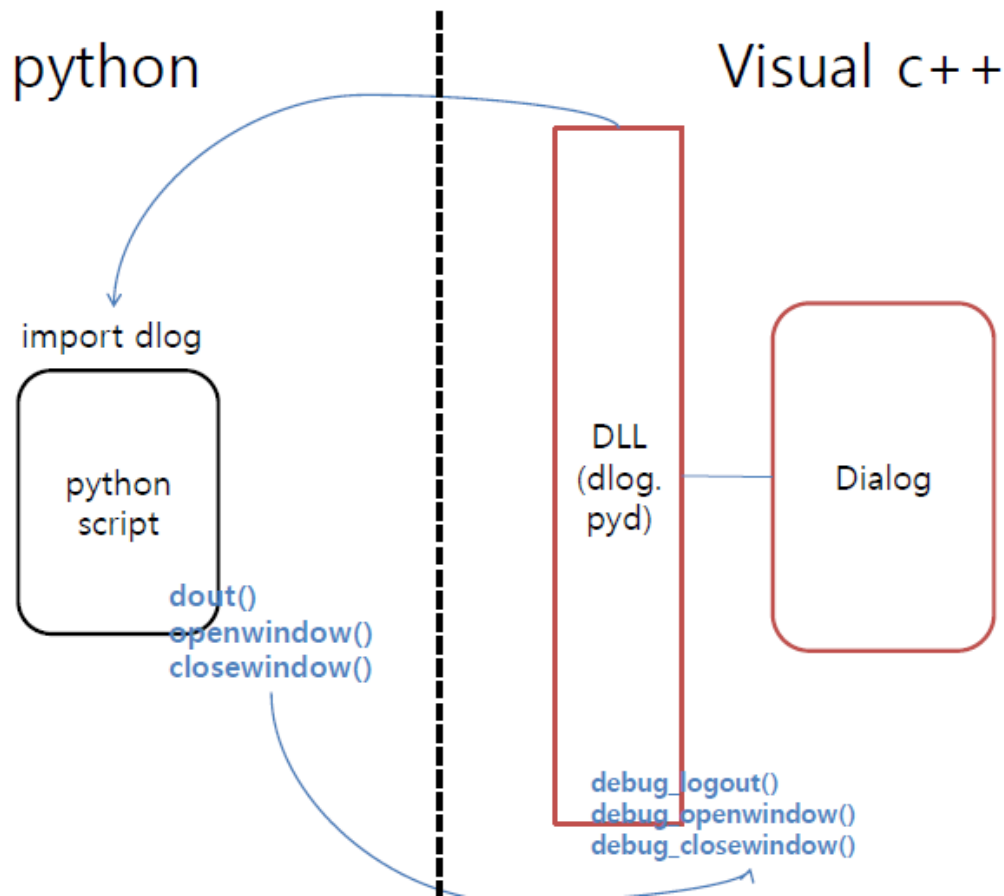 python
Visual c++
import dlog
python
script
dout()
openwindow()
closewindow()
DLL
(dlog.
pyd)
Dialog
debug_logout()
debug_openwindow()
debug_closewindow()